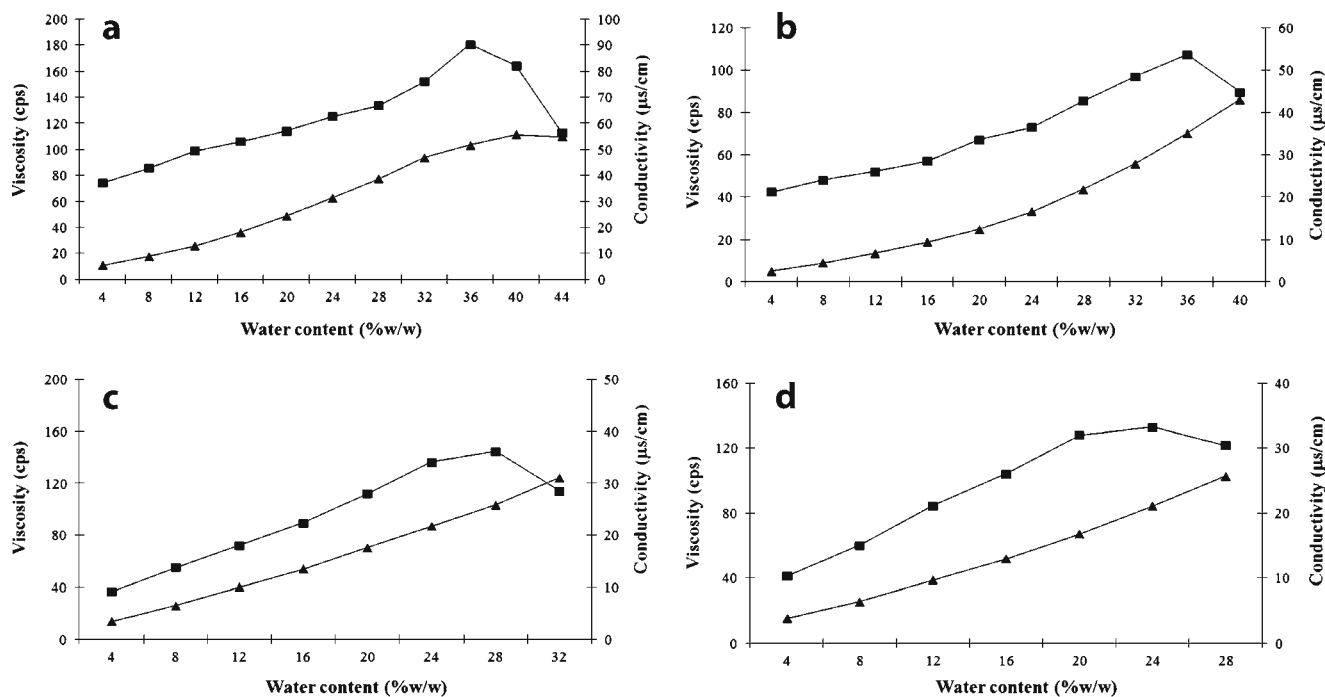 a
200
180
160
140
120
100
80
60
40
20
0
Viscosity (cps)
100
90
80
70
60
50
40
30
20
10
0
Conductivity (µs/cm)
4 8 12 16 20 24 28 32 36 40 44
Water content (%w/w)
b
120
100
80
60
40
20
0
Viscosity (cps)
60
50
40
30
20
10
0
Conductivity (µs/cm)
4 8 12 16 20 24 28 32 36 40
Water content (%w/w)
c
200
160
120
80
40
0
Viscosity (cps)
50
40
30
20
10
0
Conductivity (µs/cm)
4 8 12 16 20 24 28 32
Water content (%w/w)
d
160
120
80
40
0
Viscosity (cps)
40
30
20
10
0
Conductivity (µs/cm)
4 8 12 16 20 24 28
Water content (%w/w)